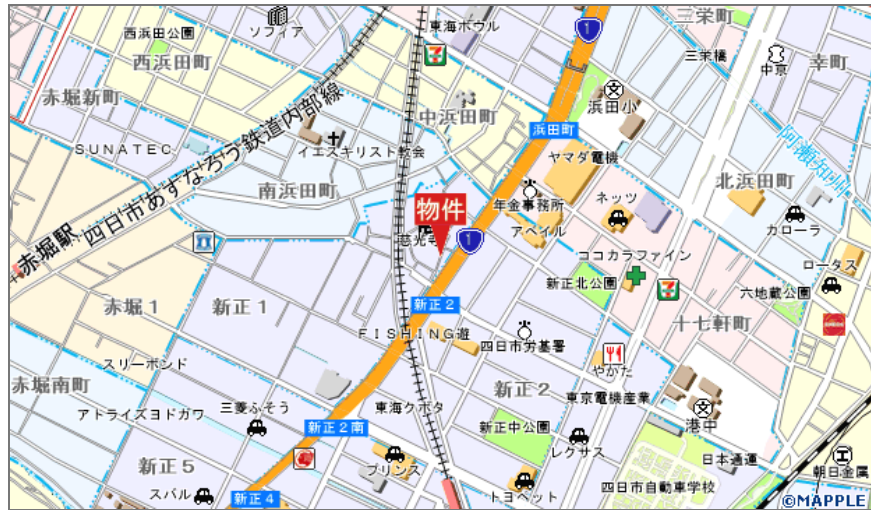 ソフィア
東海ボウル
三栄町
西浜田公園
1
三栄橋
中京
幸町
西浜田町
赤堀新町
中浜田町
浜田小
浜田町
阿瀬知川
SUNATEC
イエスキリスト教会
ヤマダ電機
四日市あすなろう鉄道内部線
南浜田町
北浜田町
年金事務所
ネッツ
物件
アベイル
カローラ
慈光寺
1
赤堀駅
ココカラファイン
ロータス
新正北公園
六地蔵公園
赤堀1
新正1
新正2
十七軒町
FISHING遊
四日市労基署
やかた
スリーボンド
赤堀南町
新正2
東京電機産業
アトライズヨドガワ
三菱ふそう
東海クボタ
港中
新正2南
新正中公園
レクサス
日本通運
新正5
プリンス
朝日金属
スバル
新正4
トヨペット
四日市自動車学校
©MAPPLE